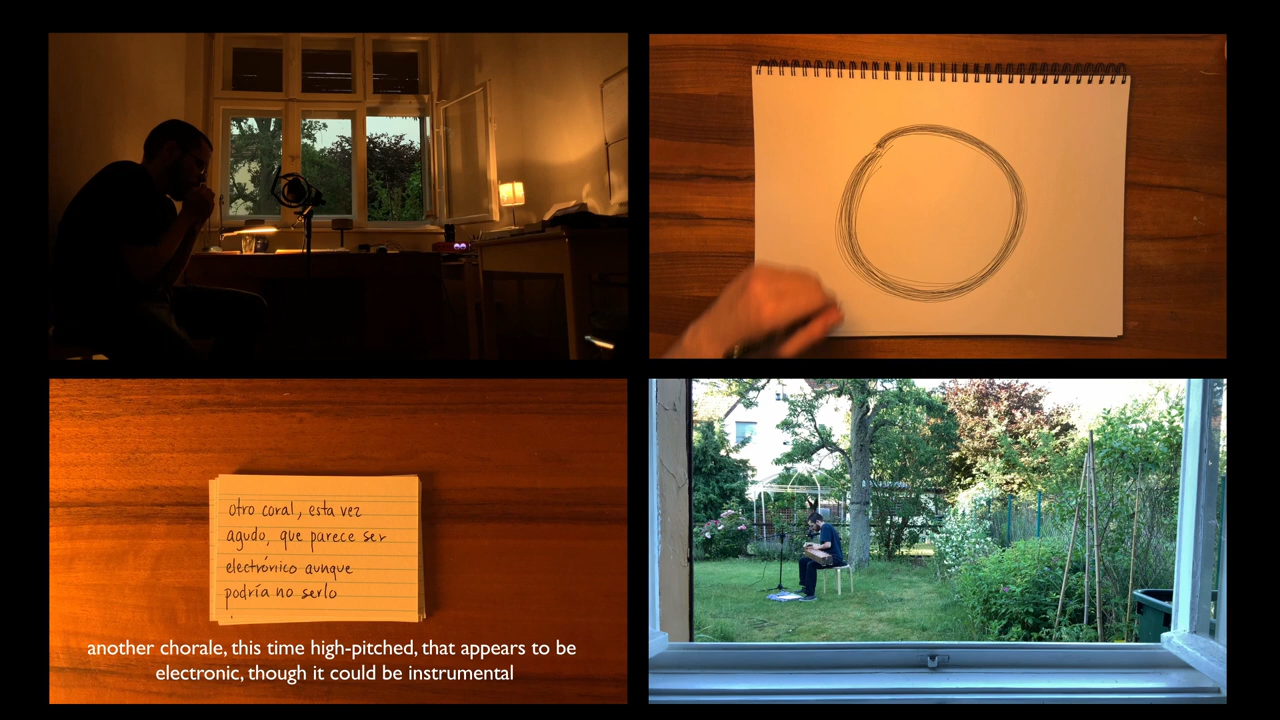 otro coral, esta vez
agudo, que parece ser
electrónico aunque
podría no serlo
another chorale, this time high-pitched, that appears to be
electronic, though it could be instrumental